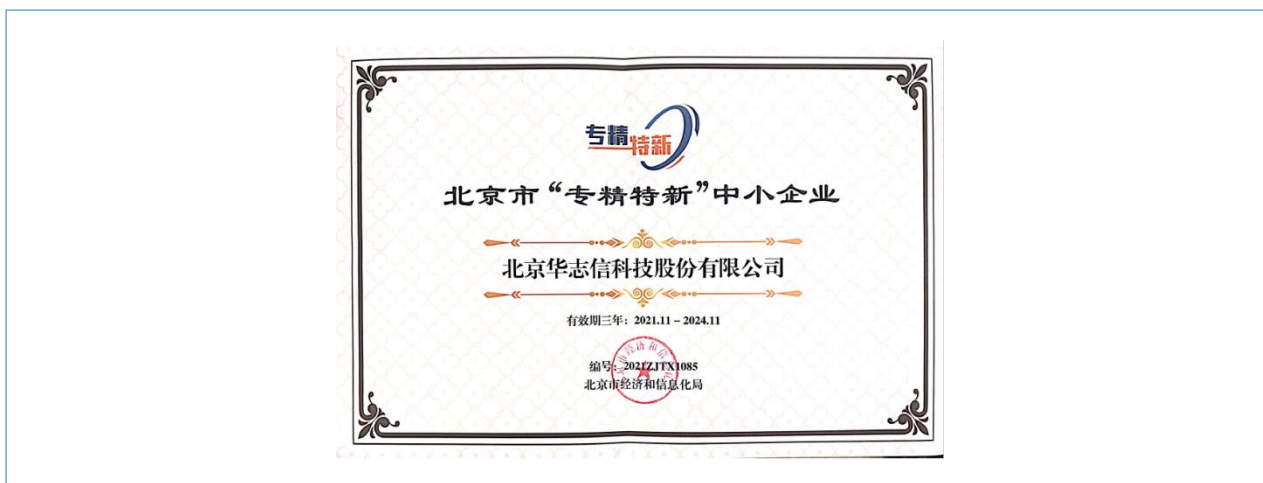 专精特新
北京市“专精特新”中小企业
北京华志信科技股份有限公司
有效期三年：2021.11 – 2024.11
编号：2021ZJTX1085
北京市经济和信息化局